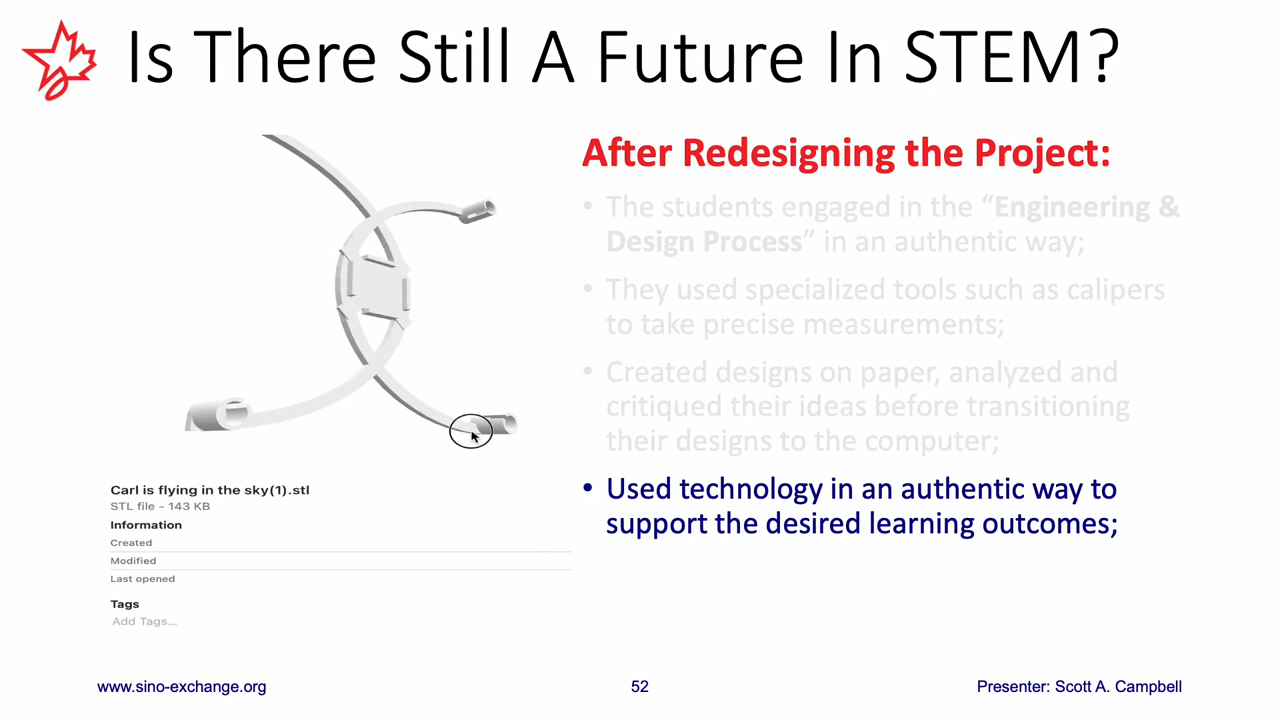 Is There Still A Future In STEM?
After Redesigning the Project:
• The students engaged in the “Engineering &
Design Process” in an authentic way;
• They used specialized tools such as calipers
to take precise measurements;
• Created designs on paper, analyzed and
critiqued their ideas before transitioning
their designs to the computer;
• Used technology in an authentic way to
support the desired learning outcomes;
Carl is flying in the sky(1).stl
STL file - 143 KB
Information
Created
Modified
Last opened
Tags
Add Tags...
www.sino-exchange.org
52
Presenter: Scott A. Campbell